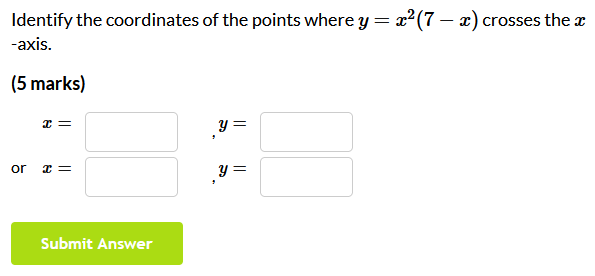 Identify the coordinates of the points where y = x²(7 − x) crosses the x
-axis.
(5 marks)
x = , y =
or x = , y =
Submit Answer